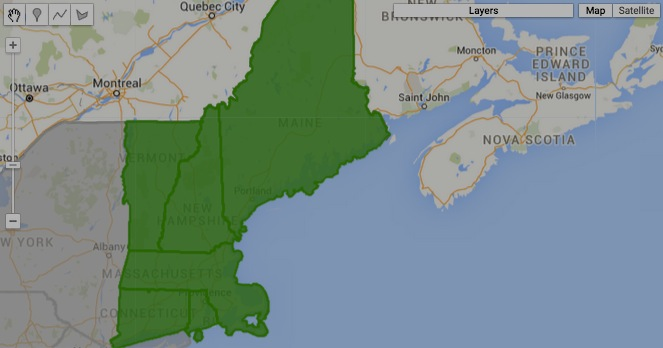 Quebec City
NEW
BRUNSWICK
Layers
Map
Satellite
Moncton
PRINCE
EDWARD
ISLAND
New Glasgow
Montreal
Ottawa
Saint John
NOVA SCOTIA
MAINE
VERMONT
Portland
NEW
HAMPSHIRE
W YORK
Albany
MASSACHUSETTS
Providence
CONNECTICUT